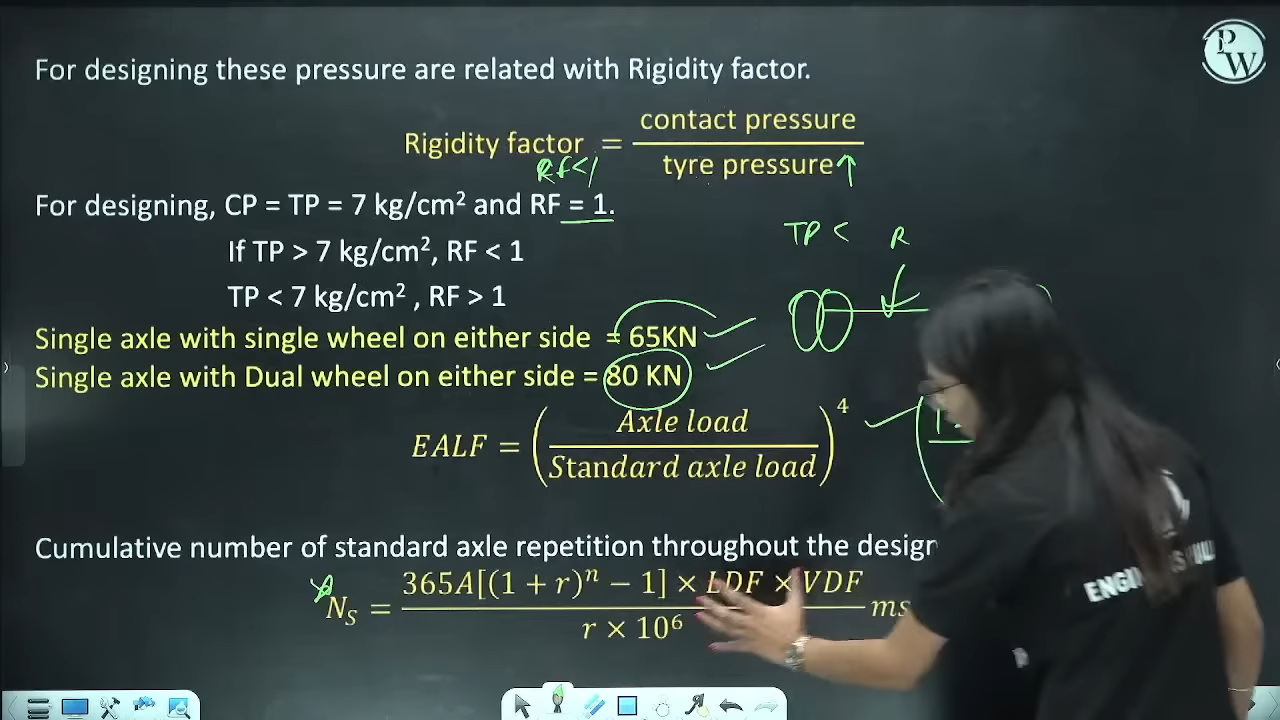 PW
For designing these pressure are related with Rigidity factor.
Rigidity factor = contact pressure / tyre pressure ↑
RF<1
For designing, CP = TP = 7 kg/cm² and RF = 1.
TP < R
If TP > 7 kg/cm², RF < 1
TP < 7 kg/cm² , RF > 1
Single axle with single wheel on either side = 65KN
Single axle with Dual wheel on either side = 80 KN
EALF = (Axle load / Standard axle load)⁴
Cumulative number of standard axle repetition throughout the
N_S = 365A[(1 + r)ⁿ − 1] × LDF × VDF / r × 10⁶